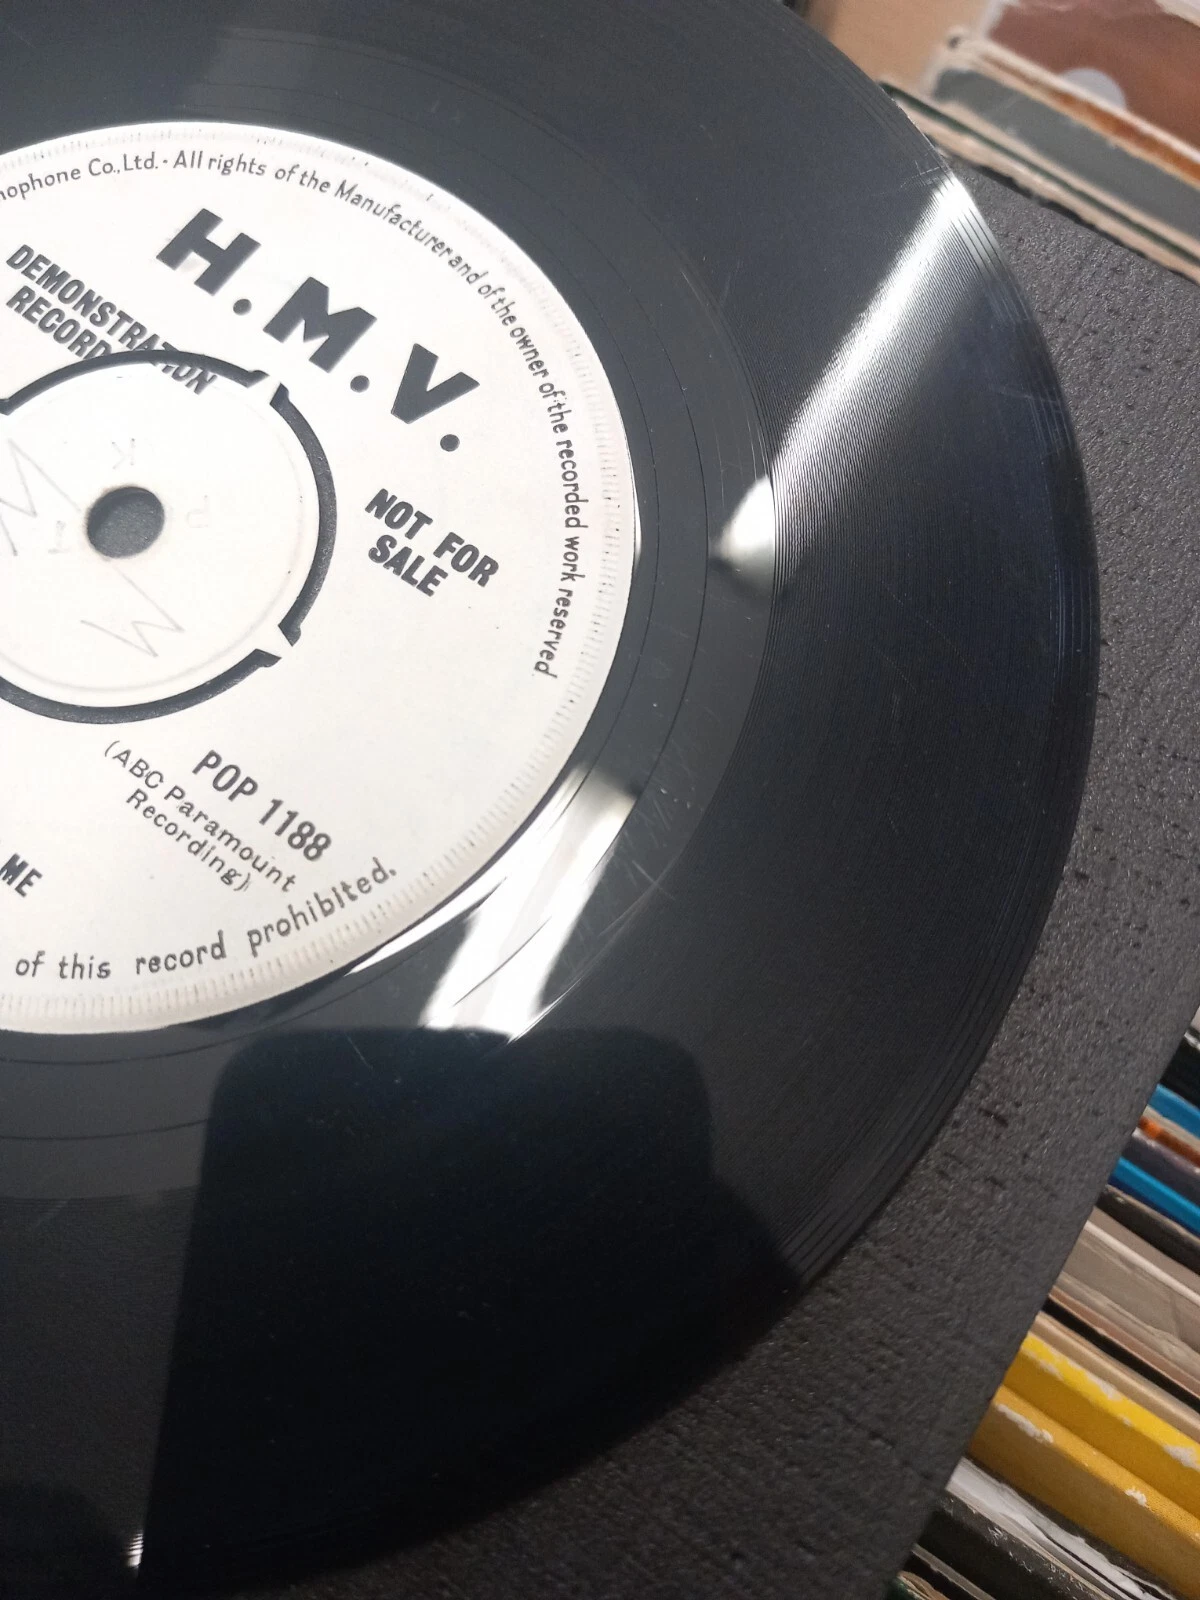 nophone Co.,Ltd. · All rights of the Manufacturer and of the owner of the recorded work reserved
H.M.V.
DEMONSTRATION
RECORD
NOT FOR
SALE
POP 1188
(ABC Paramount
Recording)
ME
of this record prohibited.